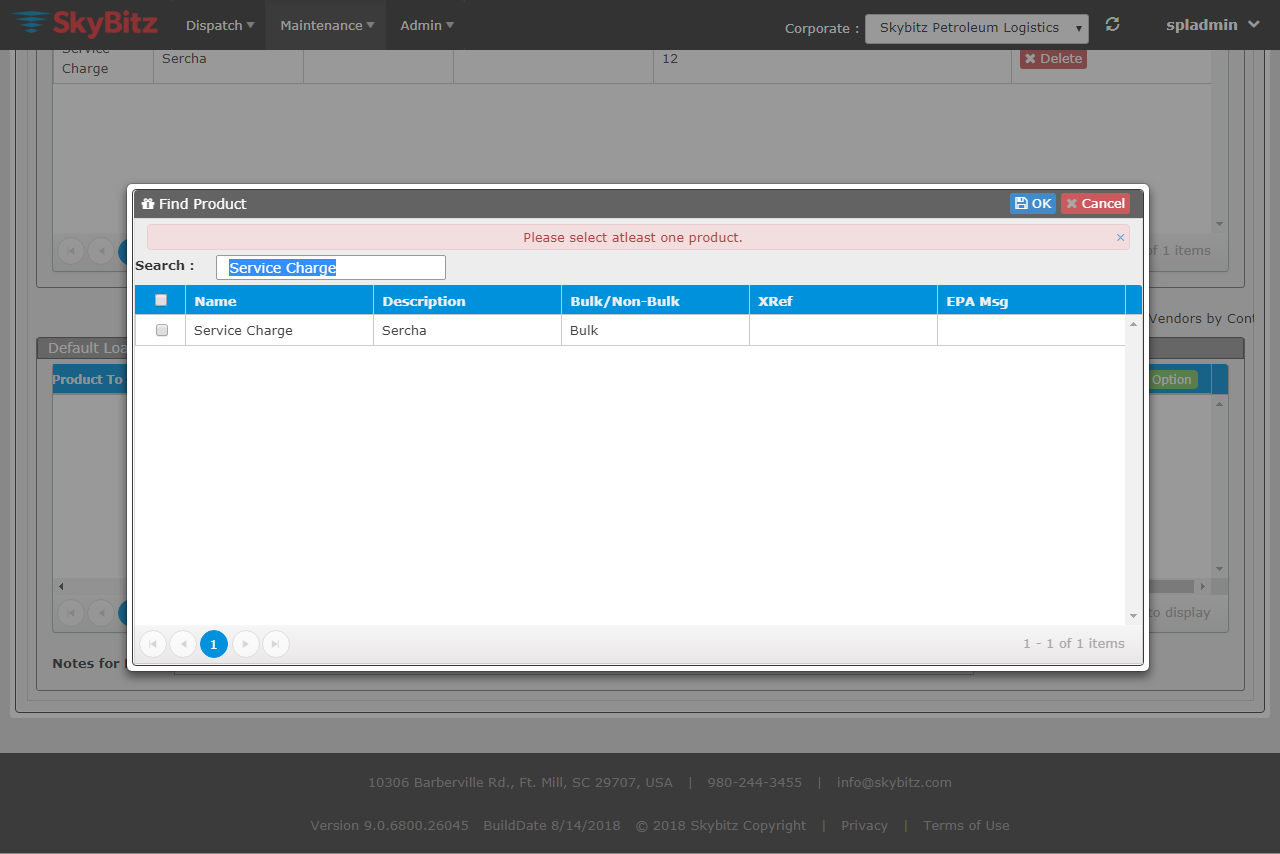 SkyBitz Dispatch Maintenance Admin Corporate : Skybitz Petroleum Logistics spladmin
Service
Charge Sercha 12 Delete
Find Product OK Cancel
Please select atleast one product. ×
of 1 items
Search : Service Charge
Name Description Bulk/Non-Bulk XRef EPA Msg
Service Charge Sercha Bulk
Vendors by Cont
Default Loa
Product To Option
1 1 - 1 of 1 items
to display
Notes for
10306 Barberville Rd., Ft. Mill, SC 29707, USA | 980-244-3455 | info@skybitz.com
Version 9.0.6800.26045 BuildDate 8/14/2018 © 2018 Skybitz Copyright | Privacy | Terms of Use